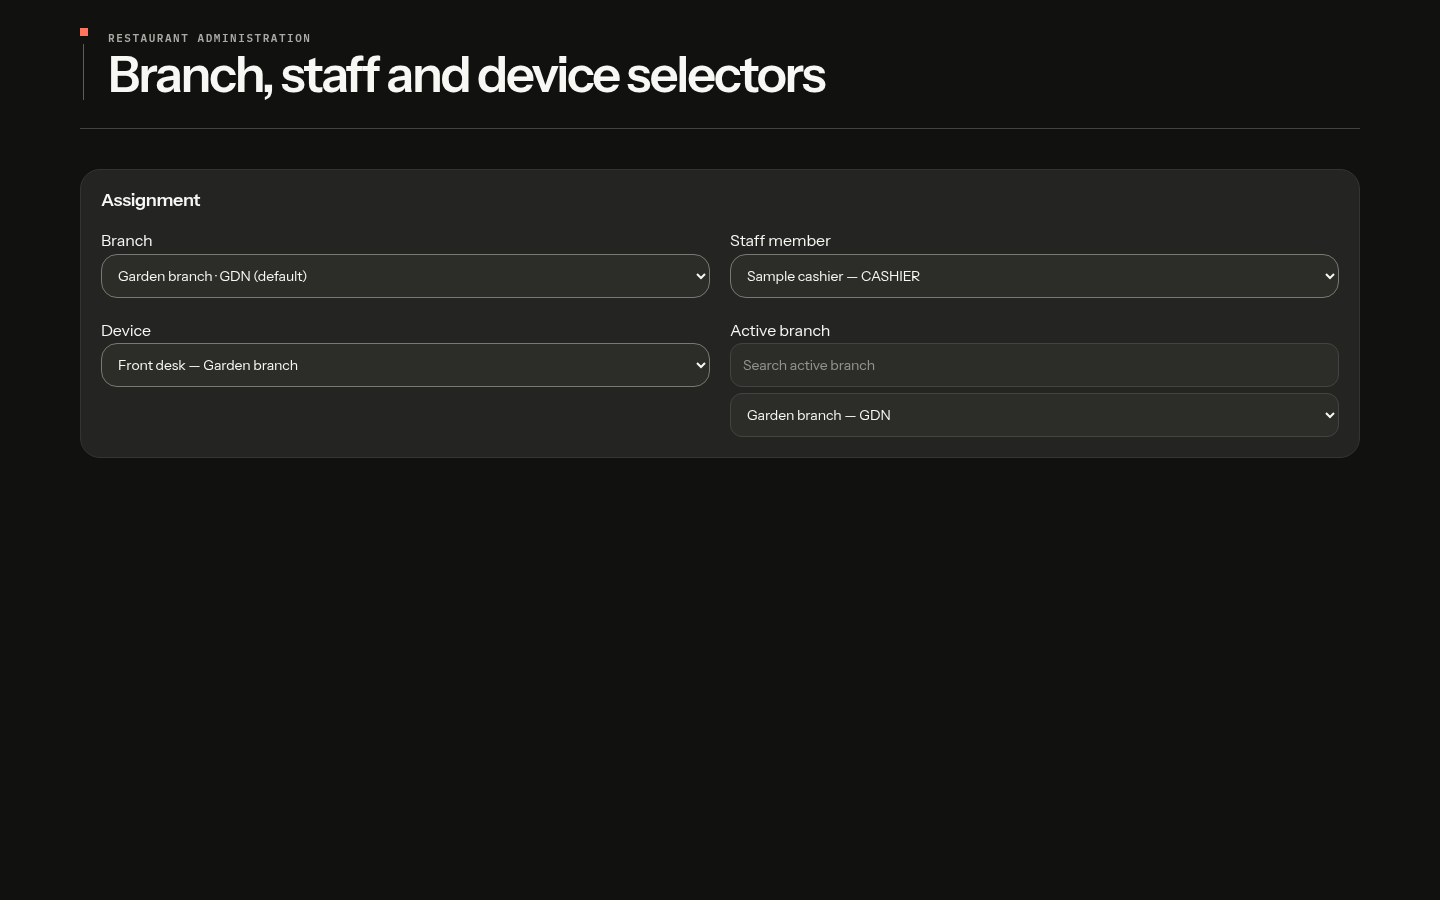 RESTAURANT ADMINISTRATION
Branch, staff and device selectors
Assignment
Branch
Garden branch · GDN (default)
Staff member
Sample cashier — CASHIER
Device
Front desk — Garden branch
Active branch
Search active branch
Garden branch — GDN